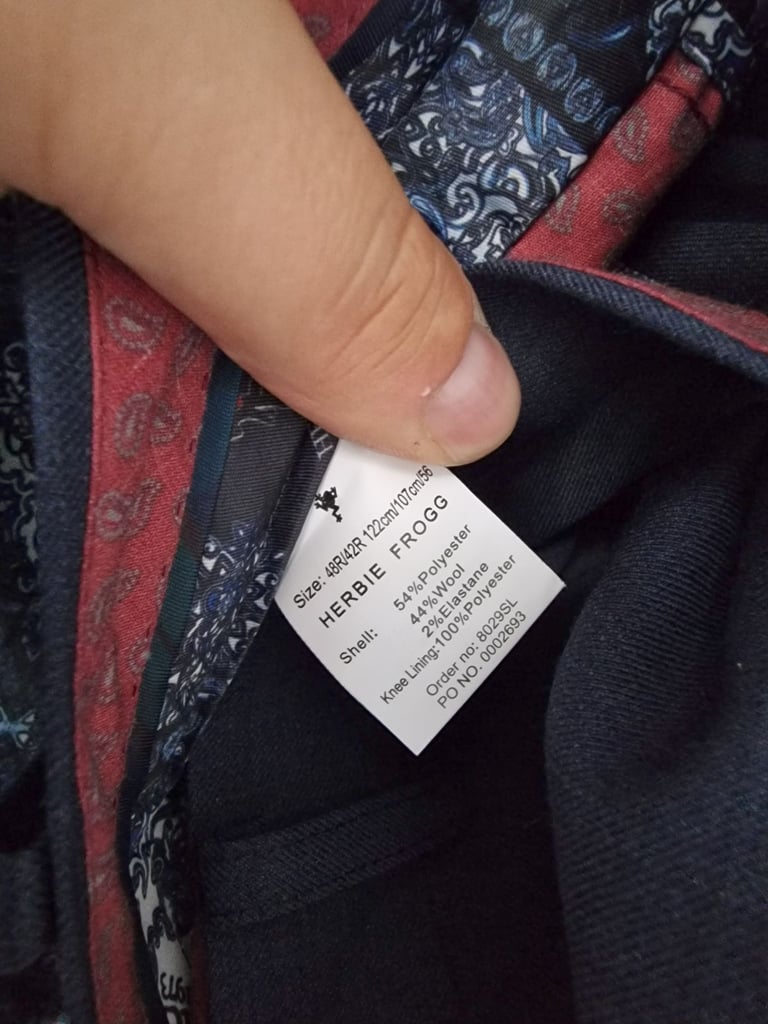 Size: 48R/42R 122cm/107cm/56
HERBIE FROGG
Shell: 54%Polyester
44%Wool
2%Elastane
Knee Lining:100%Polyester
Order no: 8029SL
PO NO. 0002693